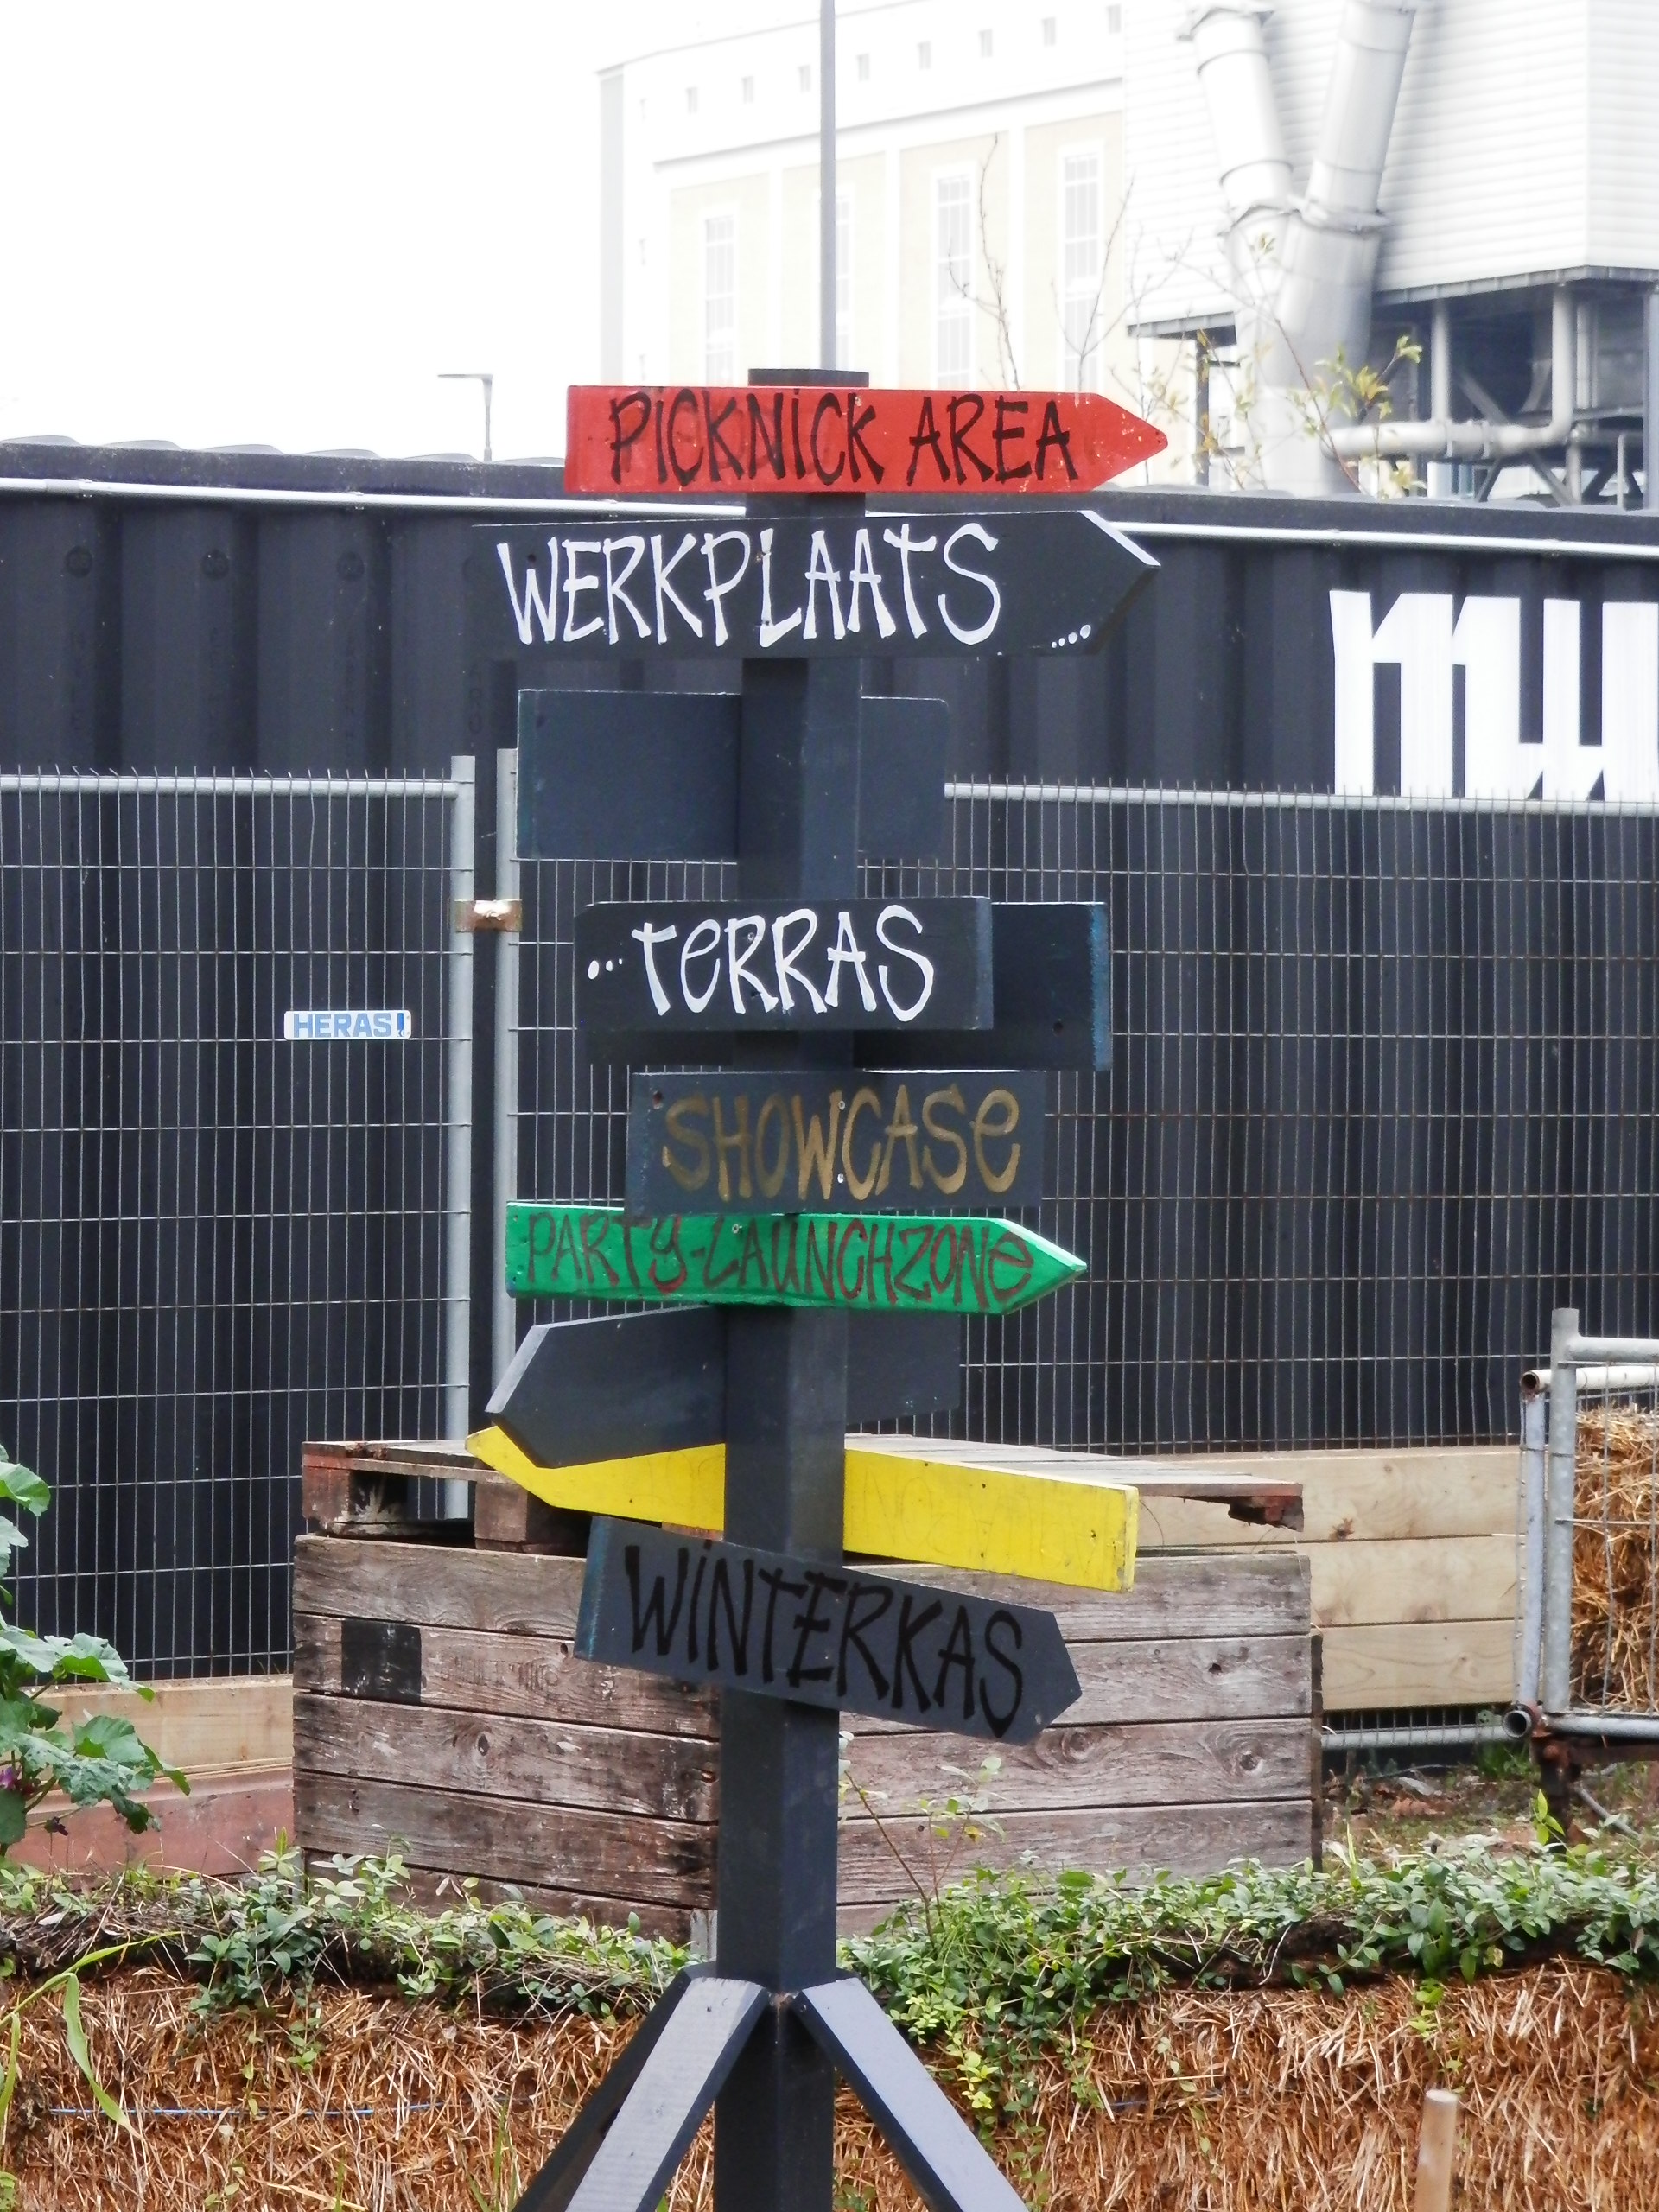 PiCKNiCK AREA
WERKPLAATS ....
...TeRRAS
HERAS!
SHOWCASe
PARTY-LAUNCHZONe
WiNTERKAS